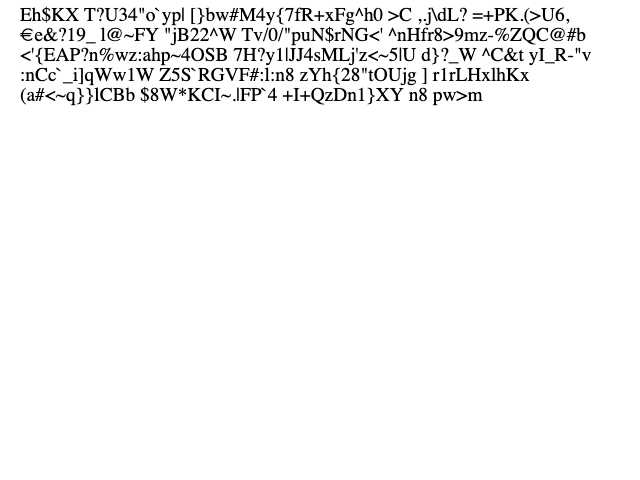 Eh$KX T?U34"o`yp| [}bw#M4y{7fR+xFg^h0 >C ,.j\dL? =+PK.(>U6,
€e&?19_ l@~FY "jB22^W Tv/0/"puN$rNG<' ^nHfr8>9mz-%ZQC@#b
<'{EAP?n%wz:ahp~4OSB 7H?y1l|JJ4sMLj'z<~5|U d}?_W ^C&t yI_R-"v
:nCc`_i]qWw1W Z5S`RGVF#:l:n8 zYh{28"tOUjg ] r1rLHxlhKx
(a#<~q}}lCBb $8W*KCI~.|FP`4 +I+QzDn1}XY n8 pw>m